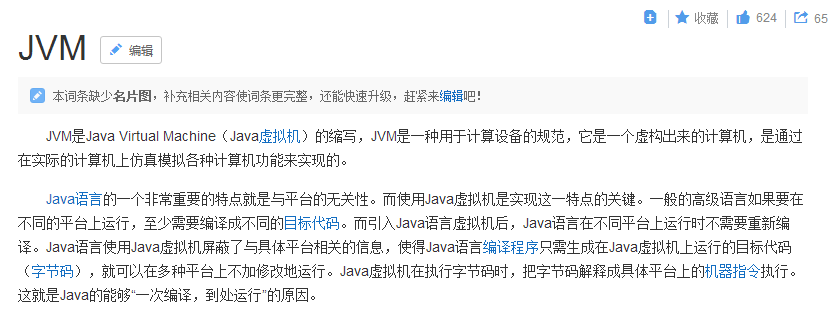 收藏 624 65
JVM 编辑
本词条缺少名片图，补充相关内容使词条更完整，还能快速升级，赶紧来编辑吧！
JVM是Java Virtual Machine（Java虚拟机）的缩写，JVM是一种用于计算设备的规范，它是一个虚构出来的计算机，是通过
在实际的计算机上仿真模拟各种计算机功能来实现的。
Java语言的一个非常重要的特点就是与平台的无关性。而使用Java虚拟机是实现这一特点的关键。一般的高级语言如果要在
不同的平台上运行，至少需要编译成不同的目标代码。而引入Java语言虚拟机后，Java语言在不同平台上运行时不需要重新编
译。Java语言使用Java虚拟机屏蔽了与具体平台相关的信息，使得Java语言编译程序只需生成在Java虚拟机上运行的目标代码
（字节码），就可以在多种平台上不加修改地运行。Java虚拟机在执行字节码时，把字节码解释成具体平台上的机器指令执行。
这就是Java的能够“一次编译，到处运行”的原因。